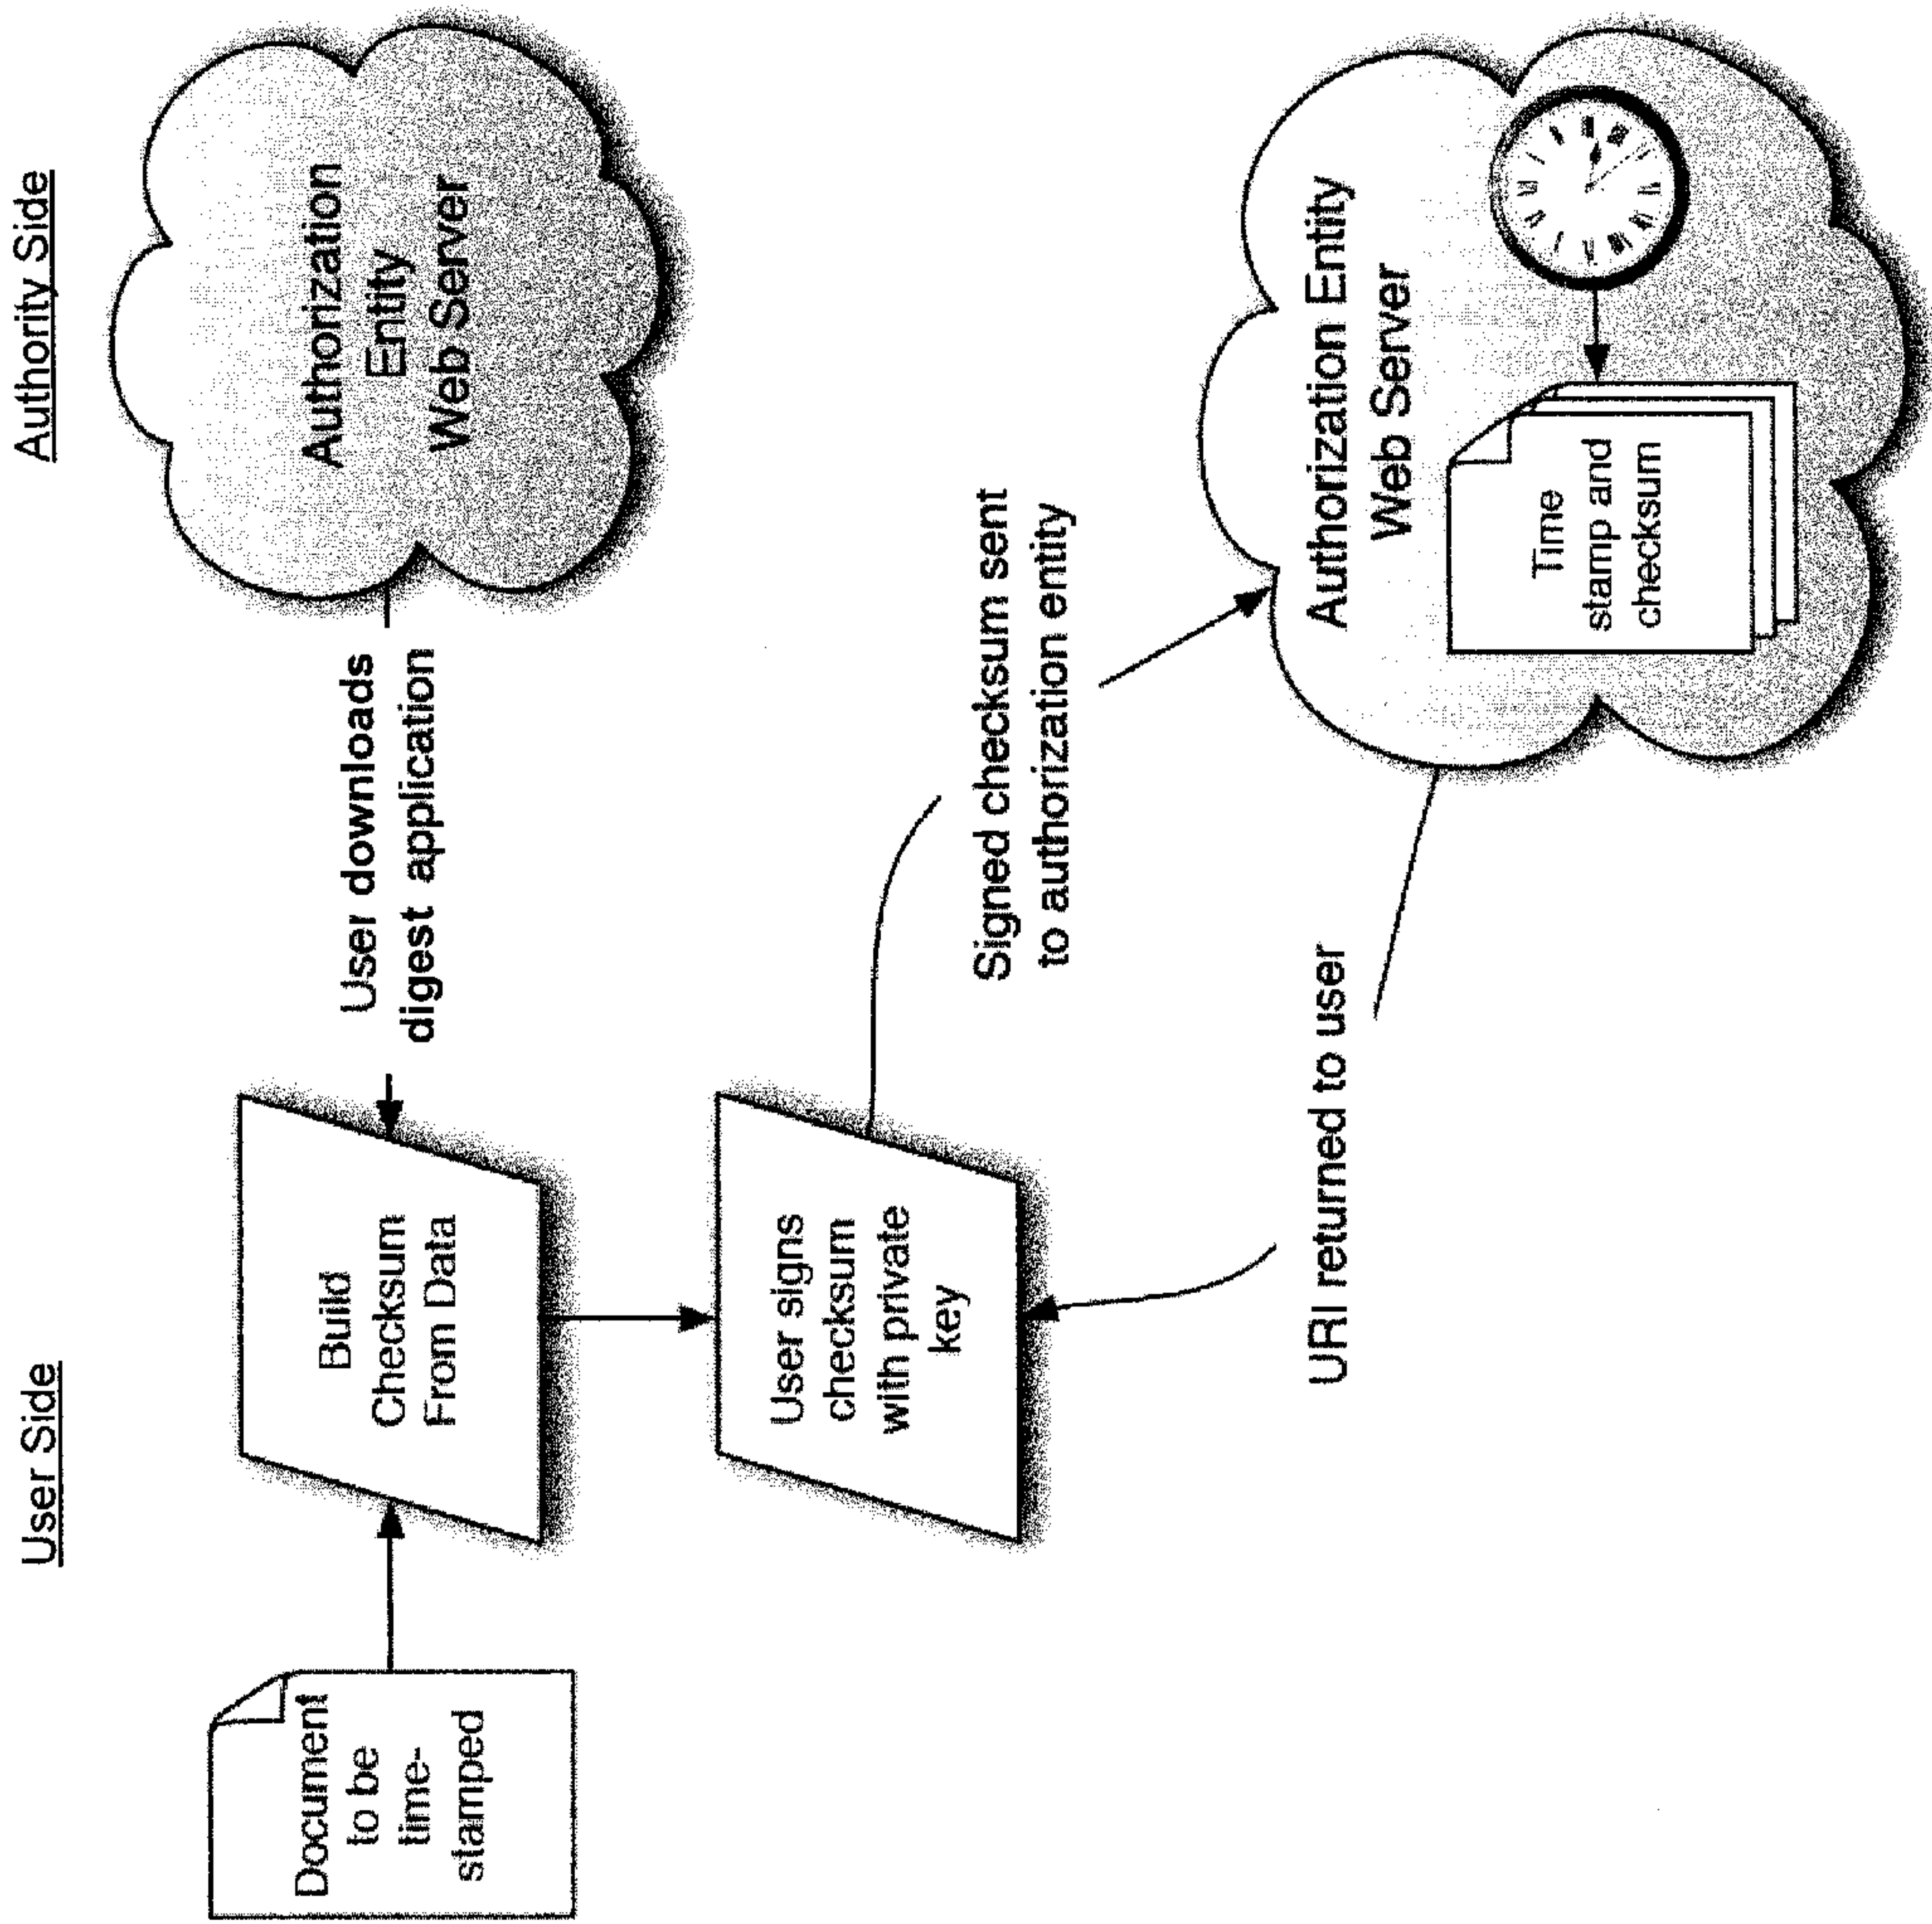 User Side
Authority Side
Document
to be
time-
stamped
Build
Checksum
From Data
User downloads
digest application
Authorization
Entity
Web Server
User signs
checksum
with private
key
Signed checksum sent
to authorization entity
URI returned to user
Authorization Entity
Web Server
Time
stamp and
checksum